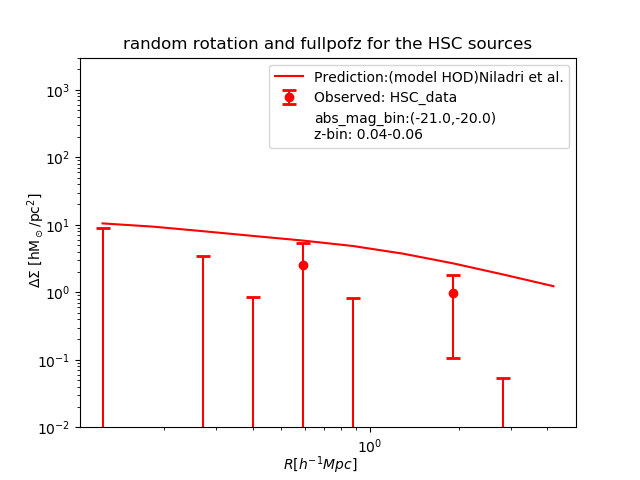 random rotation and fullpofz for the HSC sources
Prediction:(model HOD)Niladri et al.
Observed: HSC_data
abs_mag_bin:(-21.0,-20.0)
z-bin: 0.04-0.06
10³
10²
10¹
10⁰
10⁻¹
10⁻²
ΔΣ [hM⊙/pc²]
10⁰
R[h⁻¹Mpc]